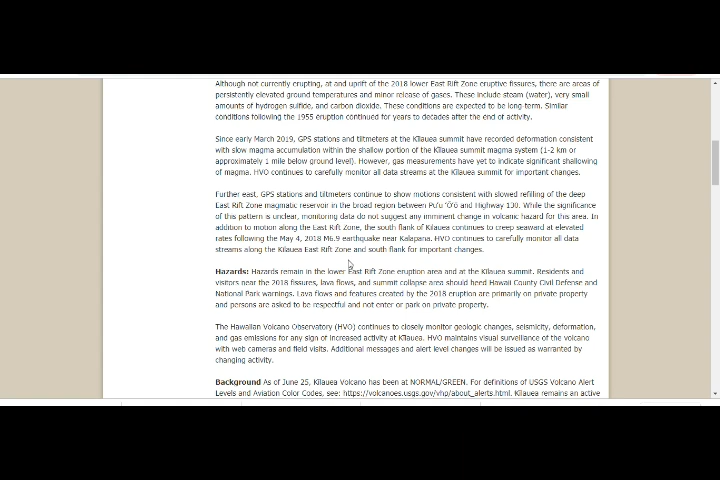 Although not currently erupting, at and uprift of the 2018 lower East Rift Zone eruptive fissures, there are areas of
persistently elevated ground temperatures and minor release of gases. These include steam (water), very small
amounts of hydrogen sulfide, and carbon dioxide. These conditions are expected to be long-term. Similar
conditions following the 1955 eruption continued for years to decades after the end of activity.
Since early March 2019, GPS stations and tiltmeters at the Kīlauea summit have recorded deformation consistent
with slow magma accumulation within the shallow portion of the Kīlauea summit magma system (1-2 km or
approximately 1 mile below ground level). However, gas measurements have yet to indicate significant shallowing
of magma. HVO continues to carefully monitor all data streams at the Kīlauea summit for important changes.
Further east, GPS stations and tiltmeters continue to show motions consistent with slowed refilling of the deep
East Rift Zone magmatic reservoir in the broad region between Pu'u 'Ō'ō and Highway 130. While the significance
of this pattern is unclear, monitoring data do not suggest any imminent change in volcanic hazard for this area. In
addition to motion along the East Rift Zone, the south flank of Kīlauea continues to creep seaward at elevated
rates following the May 4, 2018 M6.9 earthquake near Kalapana. HVO continues to carefully monitor all data
streams along the Kīlauea East Rift Zone and south flank for important changes.
Hazards: Hazards remain in the lower East Rift Zone eruption area and at the Kīlauea summit. Residents and
visitors near the 2018 fissures, lava flows, and summit collapse area should heed Hawaii County Civil Defense and
National Park warnings. Lava flows and features created by the 2018 eruption are primarily on private property
and persons are asked to be respectful and not enter or park on private property.
The Hawaiian Volcano Observatory (HVO) continues to closely monitor geologic changes, seismicity, deformation,
and gas emissions for any sign of increased activity at Kīlauea. HVO maintains visual surveillance of the volcano
with web cameras and field visits. Additional messages and alert level changes will be issued as warranted by
changing activity.
Background As of June 25, Kīlauea Volcano has been at NORMAL/GREEN. For definitions of USGS Volcano Alert
Levels and Aviation Color Codes, see: https://volcanoes.usgs.gov/vhp/about_alerts.html. Kīlauea remains an active